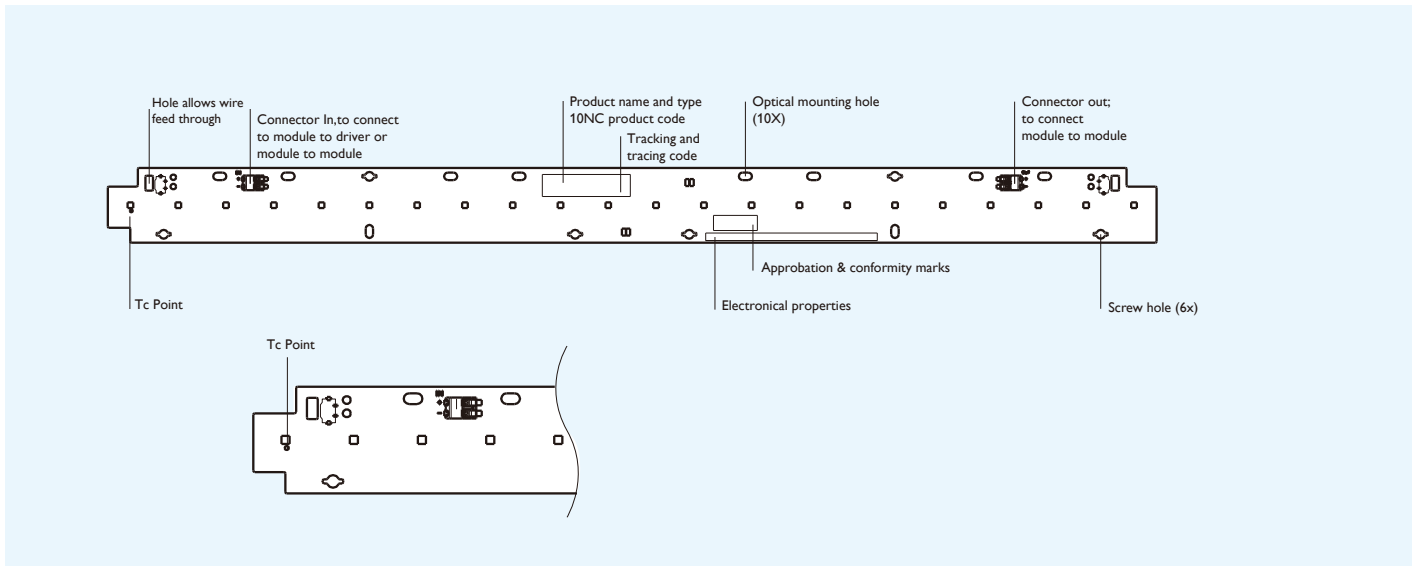 Hole allows wire
feed through
Connector In,to connect
to module to driver or
module to module
Product name and type
10NC product code
Tracking and
tracing code
Optical mounting hole
(10X)
Connector out;
to connect
module to module
Approbation & conformity marks
Tc Point
Electronical properties
Screw hole (6x)
Tc Point